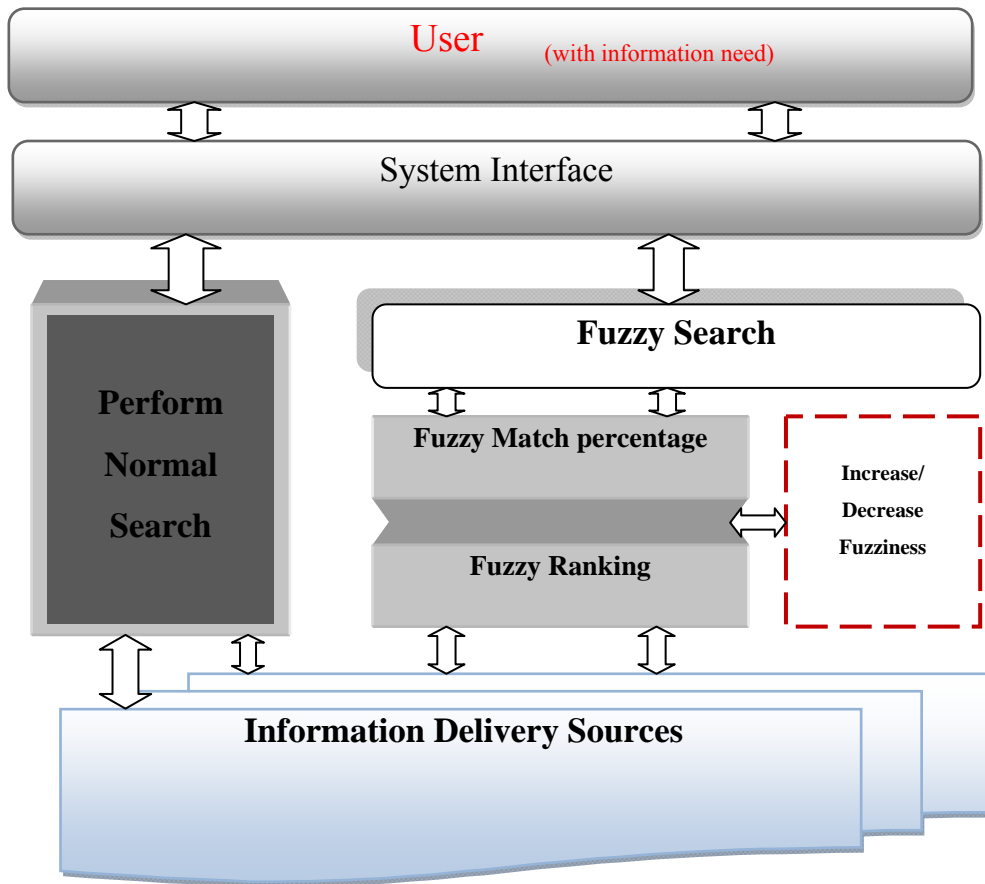 User (with information need)
System Interface
Perform
Normal
Search
Fuzzy Search
Fuzzy Match percentage
Fuzzy Ranking
Increase/
Decrease
Fuzziness
Information Delivery Sources